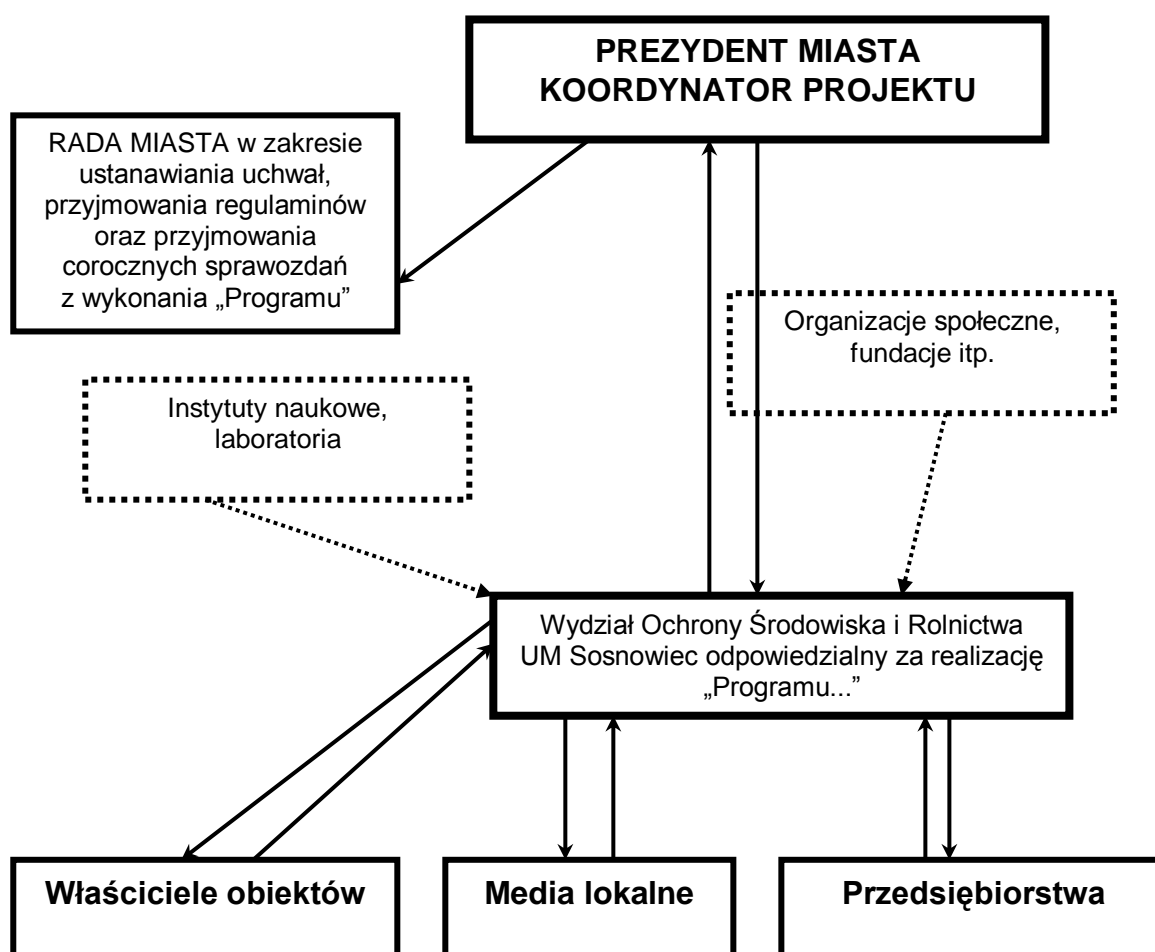 PREZYDENT MIASTA
KOORDYNATOR PROJEKTU
RADA MIASTA w zakresie
ustanawiania uchwał,
przyjmowania regulaminów
oraz przyjmowania
corocznych sprawozdań
z wykonania „Programu”
Organizacje społeczne,
fundacje itp.
Instytuty naukowe,
laboratoria
Wydział Ochrony Środowiska i Rolnictwa
UM Sosnowiec odpowiedzialny za realizację
„Programu...”
Właściciele obiektów
Media lokalne
Przedsiębiorstwa